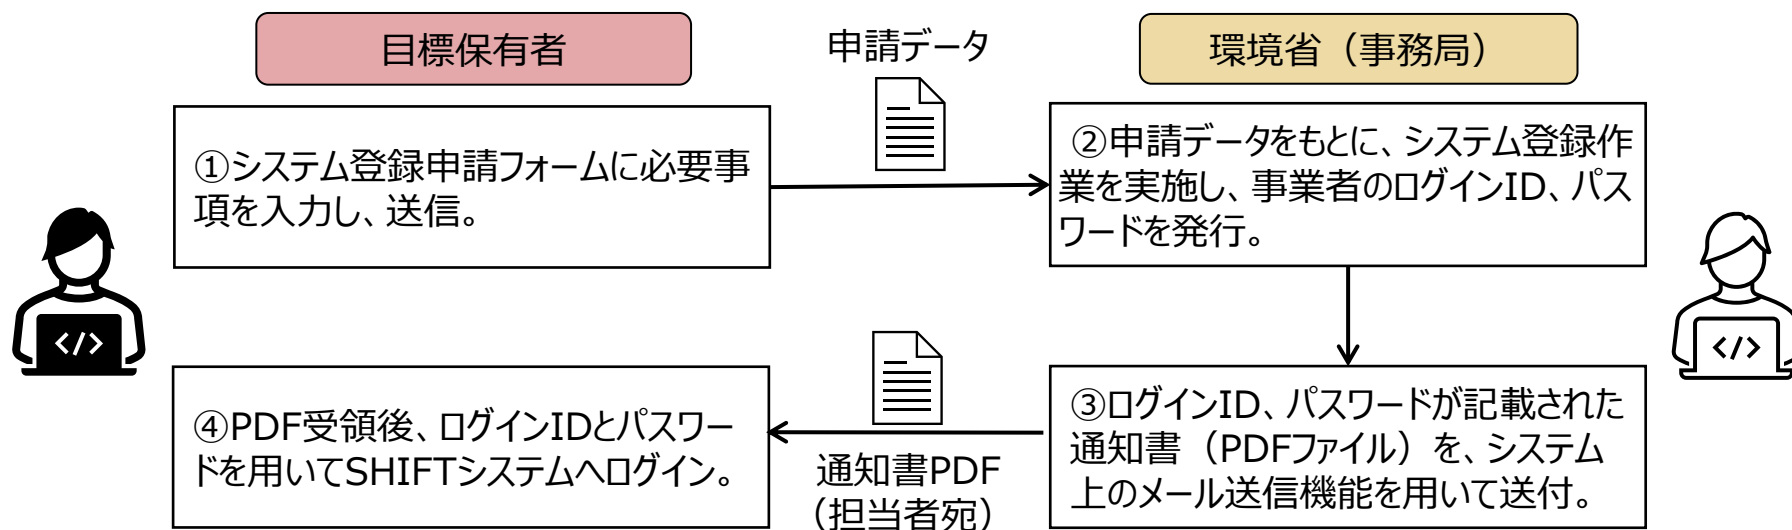 目標保有者
申請データ
環境省（事務局）
①システム登録申請フォームに必要事
項を入力し、送信。
②申請データをもとに、システム登録作
業を実施し、事業者のログインID、パス
ワードを発行。
</>
</>
④PDF受領後、ログインIDとパスワー
ドを用いてSHIFTシステムへログイン。
通知書PDF
（担当者宛）
③ログインID、パスワードが記載された
通知書（PDFファイル）を、システム
上のメール送信機能を用いて送付。